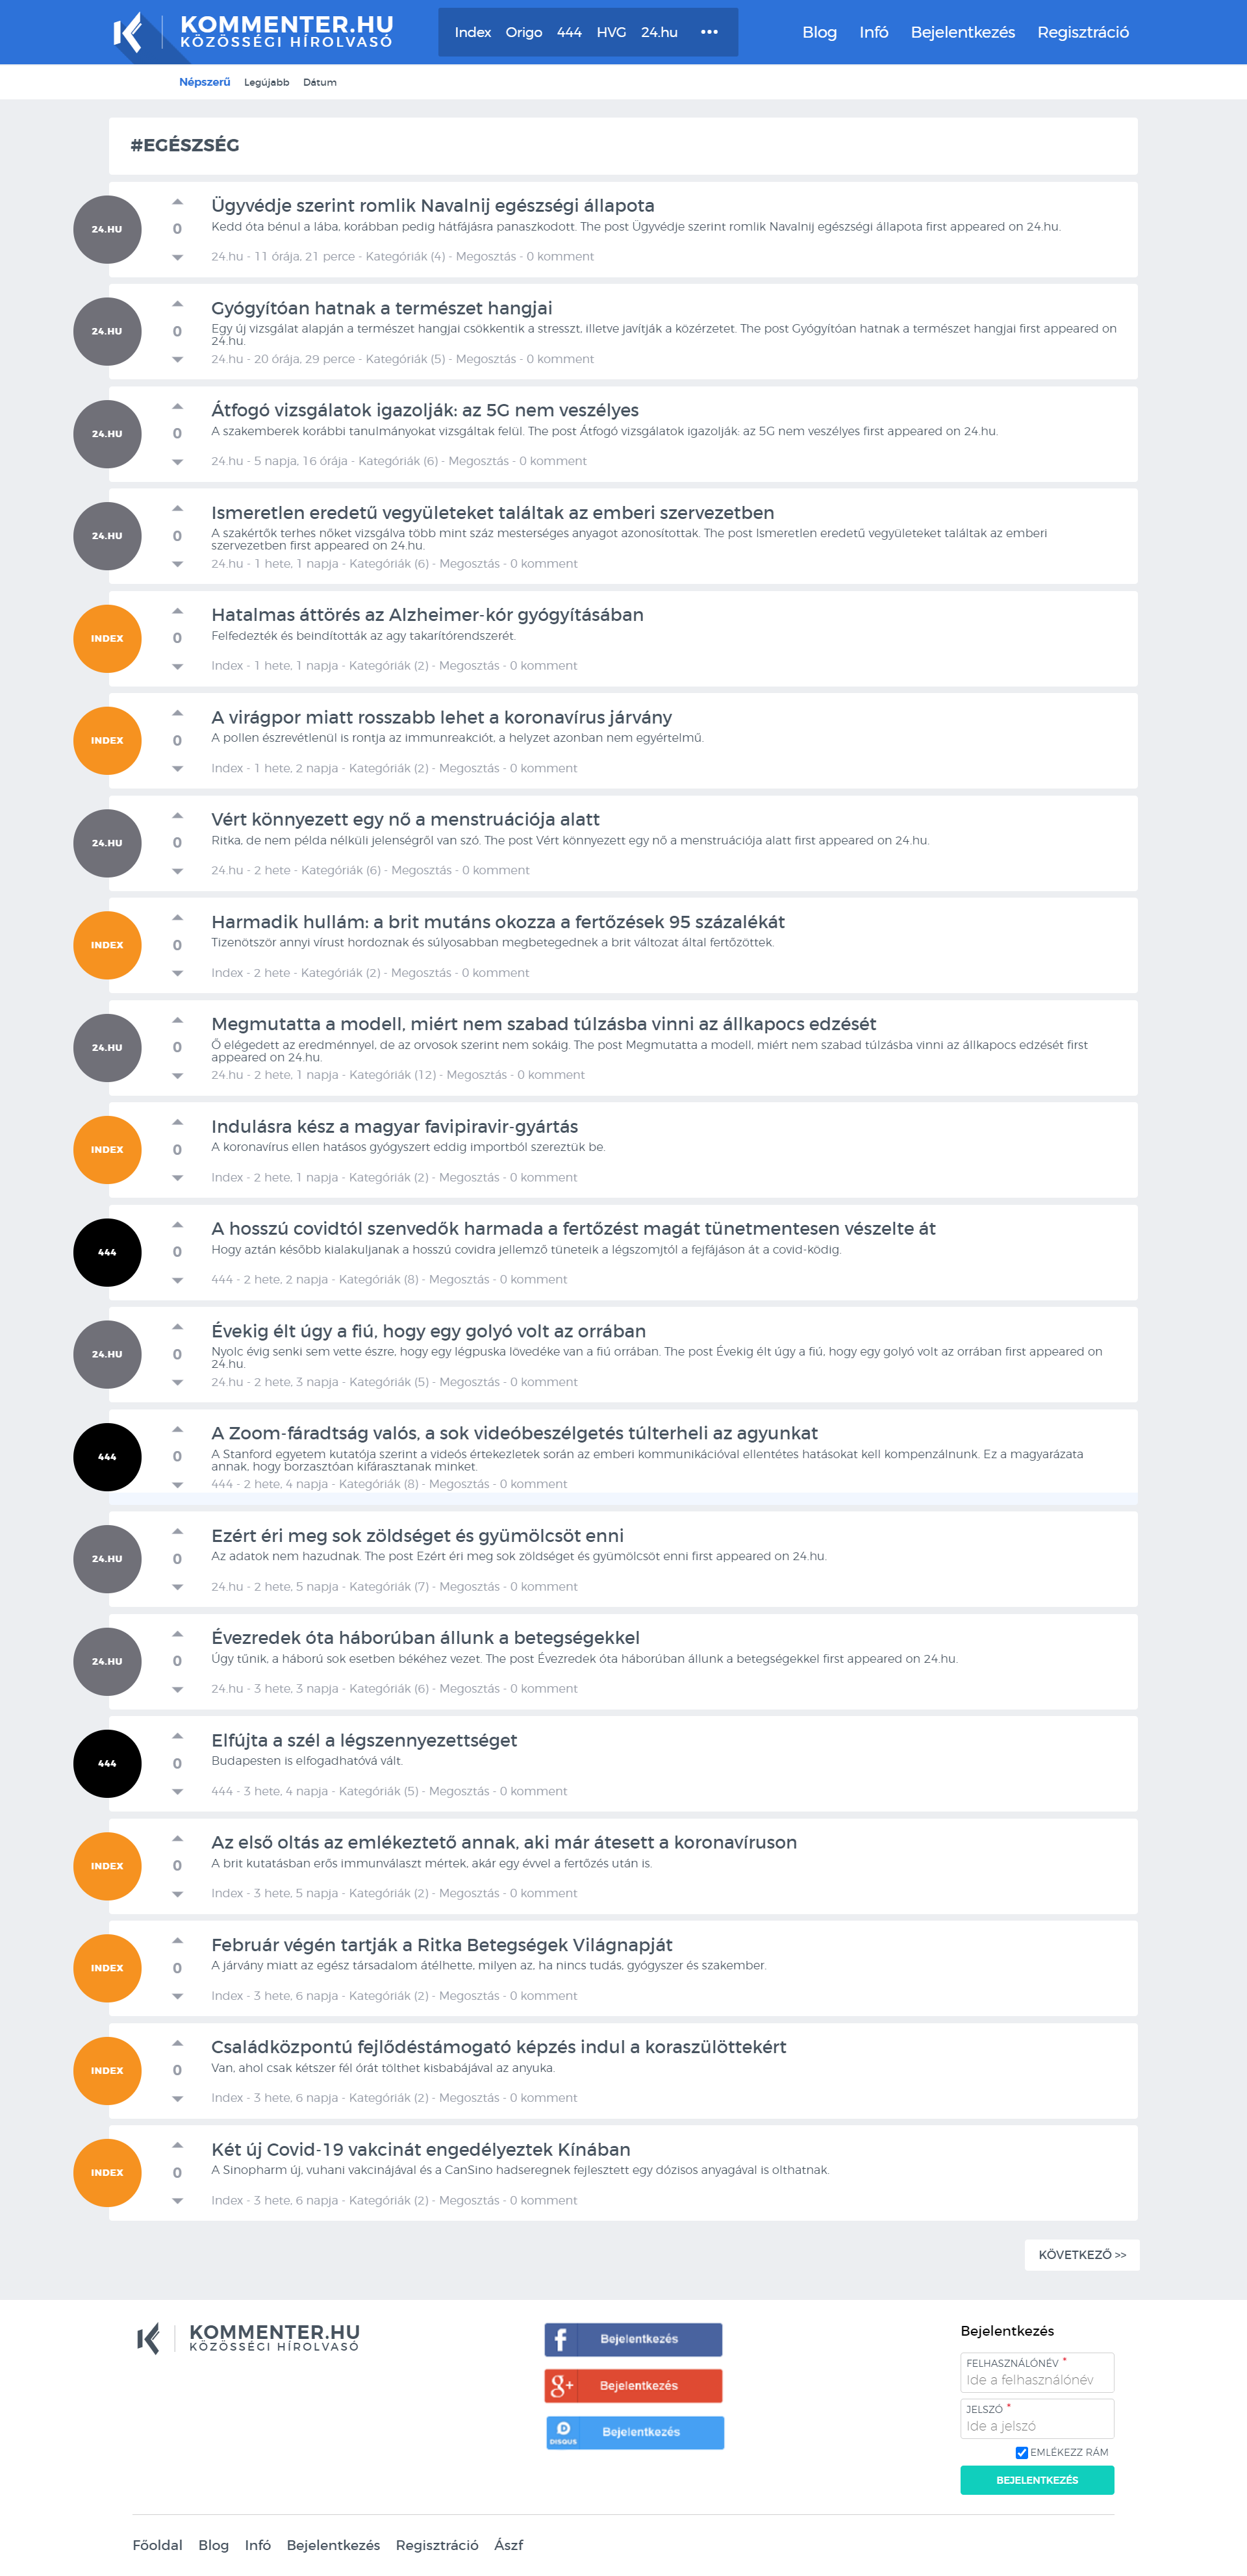 KOMMENTER.HU
KÖZÖSSÉGI HÍROLVASÓ
Index Origo 444 HVG 24.hu •••
Blog Infó Bejelentkezés Regisztráció
Népszerű Legújabb Dátum
#EGÉSZSÉG
24.HU
0
Ügyvédje szerint romlik Navalnij egészségi állapota
Kedd óta bénul a lába, korábban pedig hátfájásra panaszkodott. The post Ügyvédje szerint romlik Navalnij egészségi állapota first appeared on 24.hu.
24.hu - 11 órája, 21 perce - Kategóriák (4) - Megosztás - 0 komment
24.HU
0
Gyógyítóan hatnak a természet hangjai
Egy új vizsgálat alapján a természet hangjai csökkentik a stresszt, illetve javítják a közérzetet. The post Gyógyítóan hatnak a természet hangjai first appeared on
24.hu.
24.hu - 20 órája, 29 perce - Kategóriák (5) - Megosztás - 0 komment
24.HU
0
Átfogó vizsgálatok igazolják: az 5G nem veszélyes
A szakemberek korábbi tanulmányokat vizsgáltak felül. The post Átfogó vizsgálatok igazolják: az 5G nem veszélyes first appeared on 24.hu.
24.hu - 5 napja, 16 órája - Kategóriák (6) - Megosztás - 0 komment
24.HU
0
Ismeretlen eredetű vegyületeket találtak az emberi szervezetben
A szakértők terhes nőket vizsgálva több mint száz mesterséges anyagot azonosítottak. The post Ismeretlen eredetű vegyületeket találtak az emberi
szervezetben first appeared on 24.hu.
24.hu - 1 hete, 1 napja - Kategóriák (6) - Megosztás - 0 komment
INDEX
0
Hatalmas áttörés az Alzheimer-kór gyógyításában
Felfedezték és beindították az agy takarítórendszerét.
Index - 1 hete, 1 napja - Kategóriák (2) - Megosztás - 0 komment
INDEX
0
A virágpor miatt rosszabb lehet a koronavírus járvány
A pollen észrevétlenül is rontja az immunreakciót, a helyzet azonban nem egyértelmű.
Index - 1 hete, 2 napja - Kategóriák (2) - Megosztás - 0 komment
24.HU
0
Vért könnyezett egy nő a menstruációja alatt
Ritka, de nem példa nélküli jelenségről van szó. The post Vért könnyezett egy nő a menstruációja alatt first appeared on 24.hu.
24.hu - 2 hete - Kategóriák (6) - Megosztás - 0 komment
INDEX
0
Harmadik hullám: a brit mutáns okozza a fertőzések 95 százalékát
Tizenötször annyi vírust hordoznak és súlyosabban megbetegednek a brit változat által fertőzöttek.
Index - 2 hete - Kategóriák (2) - Megosztás - 0 komment
24.HU
0
Megmutatta a modell, miért nem szabad túlzásba vinni az állkapocs edzését
Ő elégedett az eredménnyel, de az orvosok szerint nem sokáig. The post Megmutatta a modell, miért nem szabad túlzásba vinni az állkapocs edzését first
appeared on 24.hu.
24.hu - 2 hete, 1 napja - Kategóriák (12) - Megosztás - 0 komment
INDEX
0
Indulásra kész a magyar favipiravir-gyártás
A koronavírus ellen hatásos gyógyszert eddig importból szereztük be.
Index - 2 hete, 1 napja - Kategóriák (2) - Megosztás - 0 komment
444
0
A hosszú covidtól szenvedők harmada a fertőzést magát tünetmentesen vészelte át
Hogy aztán később kialakuljanak a hosszú covidra jellemző tüneteik a légszomjtól a fejfájáson át a covid-ködig.
444 - 2 hete, 2 napja - Kategóriák (8) - Megosztás - 0 komment
24.HU
0
Évekig élt úgy a fiú, hogy egy golyó volt az orrában
Nyolc évig senki sem vette észre, hogy egy légpuska lövedéke van a fiú orrában. The post Évekig élt úgy a fiú, hogy egy golyó volt az orrában first appeared on
24.hu.
24.hu - 2 hete, 3 napja - Kategóriák (5) - Megosztás - 0 komment
444
0
A Zoom-fáradtság valós, a sok videóbeszélgetés túlterheli az agyunkat
A Stanford egyetem kutatója szerint a videós értekezletek során az emberi kommunikációval ellentétes hatásokat kell kompenzálnunk. Ez a magyarázata
annak, hogy borzasztóan kifárasztanak minket.
444 - 2 hete, 4 napja - Kategóriák (8) - Megosztás - 0 komment
24.HU
0
Ezért éri meg sok zöldséget és gyümölcsöt enni
Az adatok nem hazudnak. The post Ezért éri meg sok zöldséget és gyümölcsöt enni first appeared on 24.hu.
24.hu - 2 hete, 5 napja - Kategóriák (7) - Megosztás - 0 komment
24.HU
0
Évezredek óta háborúban állunk a betegségekkel
Úgy tűnik, a háború sok esetben békéhez vezet. The post Évezredek óta háborúban állunk a betegségekkel first appeared on 24.hu.
24.hu - 3 hete, 3 napja - Kategóriák (6) - Megosztás - 0 komment
444
0
Elfújta a szél a légszennyezettséget
Budapesten is elfogadhatóvá vált.
444 - 3 hete, 4 napja - Kategóriák (5) - Megosztás - 0 komment
INDEX
0
Az első oltás az emlékeztető annak, aki már átesett a koronavíruson
A brit kutatásban erős immunválaszt mértek, akár egy évvel a fertőzés után is.
Index - 3 hete, 5 napja - Kategóriák (2) - Megosztás - 0 komment
INDEX
0
Február végén tartják a Ritka Betegségek Világnapját
A járvány miatt az egész társadalom átélhette, milyen az, ha nincs tudás, gyógyszer és szakember.
Index - 3 hete, 6 napja - Kategóriák (2) - Megosztás - 0 komment
INDEX
0
Családközpontú fejlődéstámogató képzés indul a koraszülöttekért
Van, ahol csak kétszer fél órát tölthet kisbabájával az anyuka.
Index - 3 hete, 6 napja - Kategóriák (2) - Megosztás - 0 komment
INDEX
0
Két új Covid-19 vakcinát engedélyeztek Kínában
A Sinopharm új, vuhani vakcinájával és a CanSino hadseregnek fejlesztett egy dózisos anyagával is olthatnak.
Index - 3 hete, 6 napja - Kategóriák (2) - Megosztás - 0 komment
KÖVETKEZŐ >>
KOMMENTER.HU
KÖZÖSSÉGI HÍROLVASÓ
f Bejelentkezés
g+ Bejelentkezés
D DISQUS Bejelentkezés
Bejelentkezés
FELHASZNÁLÓNÉV *
Ide a felhasználónév
JELSZÓ *
Ide a jelszó
EMLÉKEZZ RÁM
BEJELENTKEZÉS
Főoldal Blog Infó Bejelentkezés Regisztráció Ászf